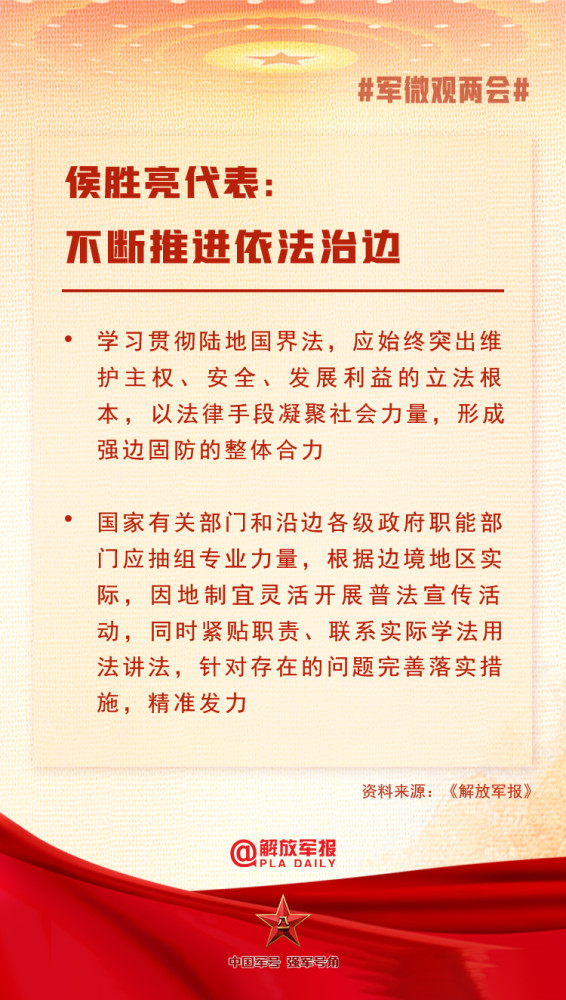 #军微观两会#
侯胜亮代表：
不断推进依法治边
• 学习贯彻陆地国界法，应始终突出维
护主权、安全、发展利益的立法根
本，以法律手段凝聚社会力量，形成
强边固防的整体合力
• 国家有关部门和沿边各级政府职能部
门应抽组专业力量，根据边境地区实
际，因地制宜灵活开展普法宣传活
动，同时紧贴职责、联系实际学法用
法讲法，针对存在的问题完善落实措
施，精准发力
资料来源：《解放军报》
@解放军报
PLA DAILY
八一
中国军号 强军号角